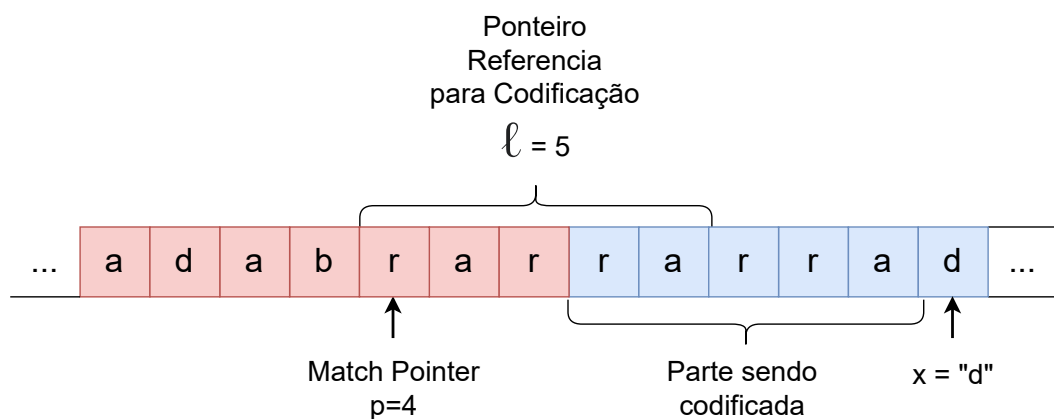 Ponteiro
Referencia
para Codificação
ℓ = 5
... a d a b r a r r a r r a d ...
Match Pointer
p=4
Parte sendo
codificada
x = "d"